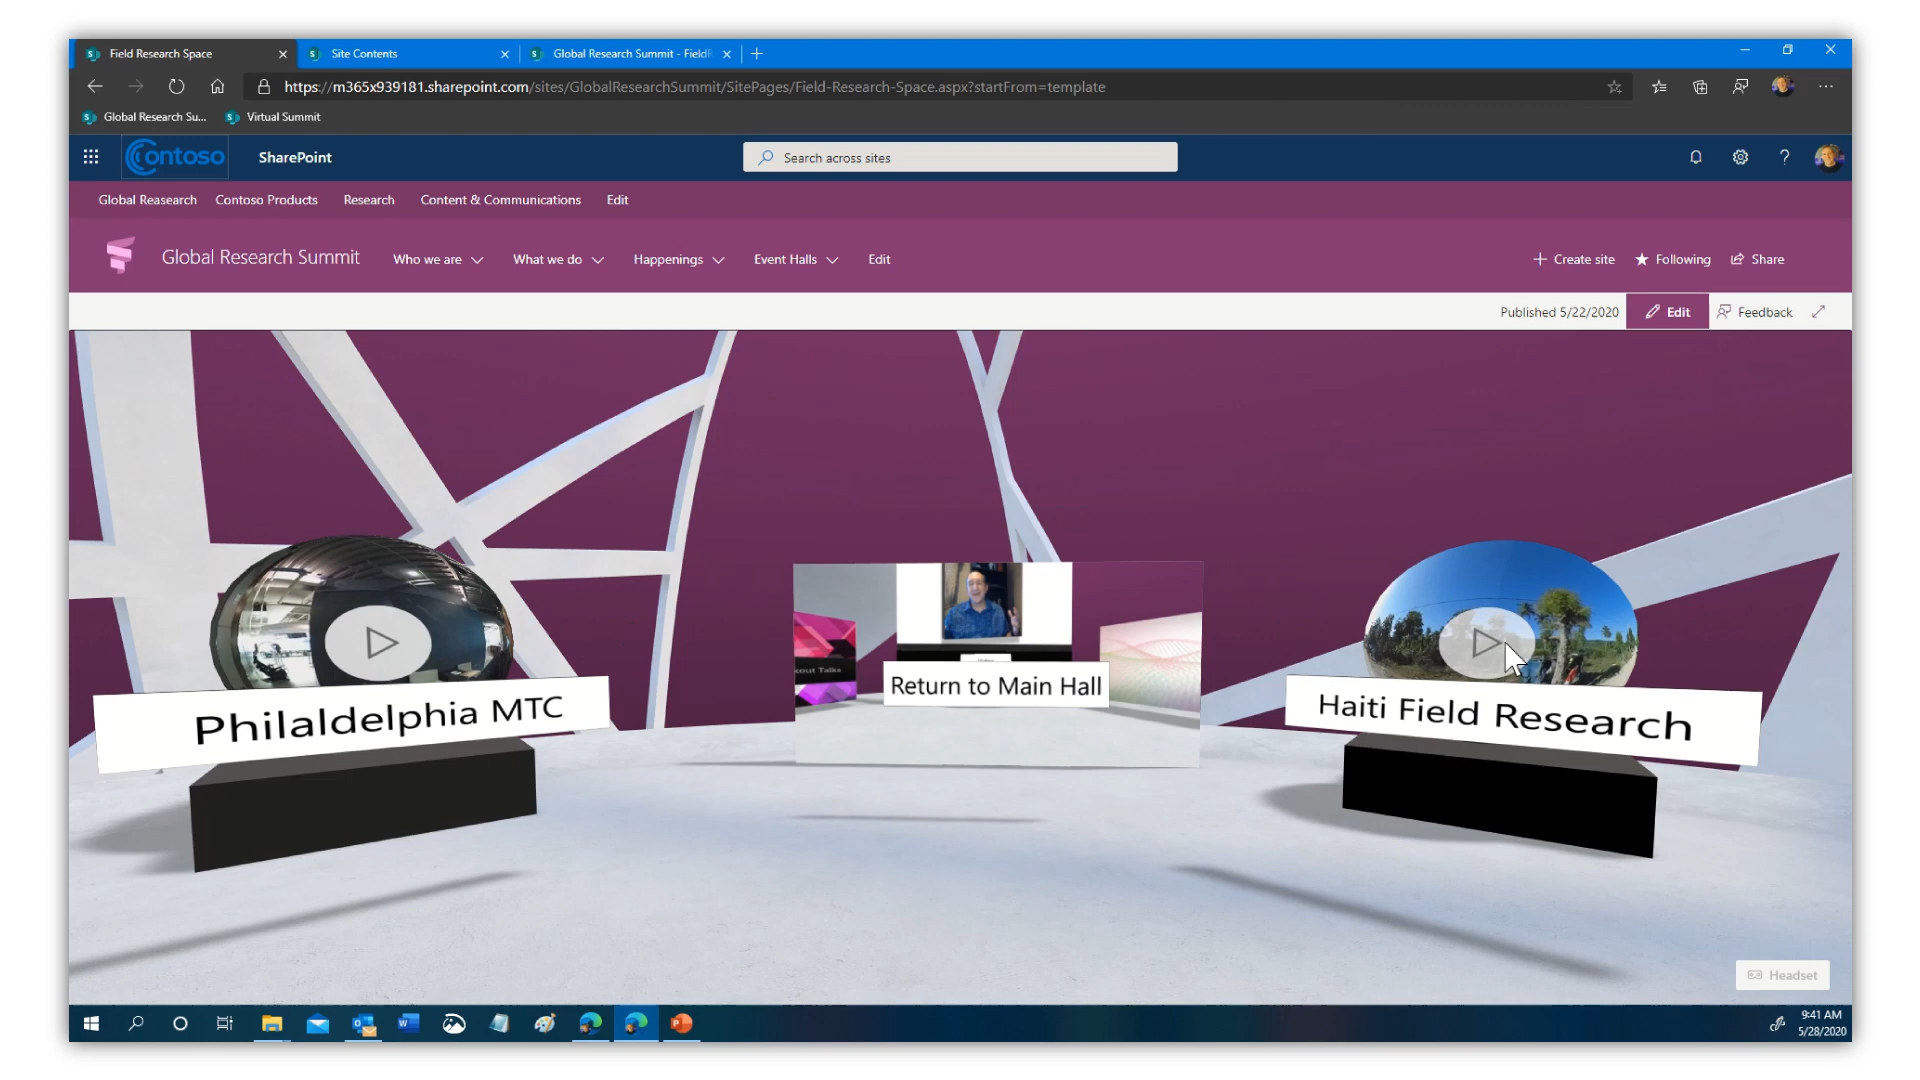 Field Research Space
Site Contents
Global Research Summit - FieldR
https://m365x939181.sharepoint.com/sites/GlobalResearchSummit/SitePages/Field-Research-Space.aspx?startFrom=template
Global Research Su... Virtual Summit
Contoso SharePoint Search across sites
Global Reasearch Contoso Products Research Content & Communications Edit
Global Research Summit Who we are What we do Happenings Event Halls Edit + Create site Following Share
Published 5/22/2020 Edit Feedback
kout Talks
Philaldelphia MTC
Return to Main Hall
Haiti Field Research
Headset
9:41 AM
5/28/2020